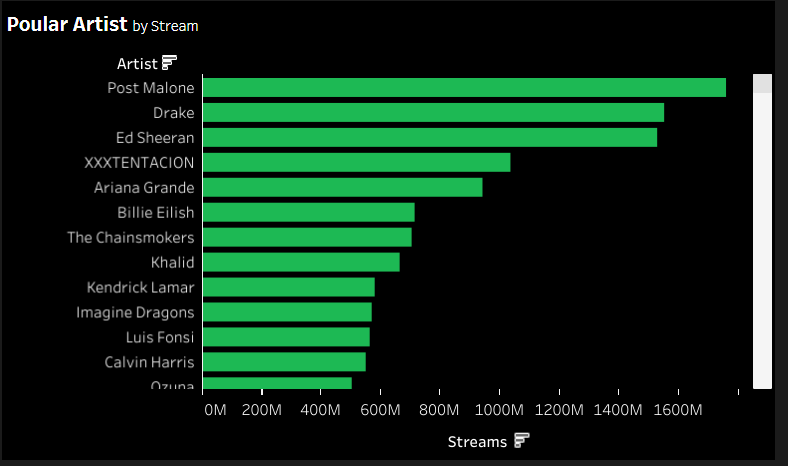 Poular Artist by Stream
Artist
Post Malone
Drake
Ed Sheeran
XXXTENTACION
Ariana Grande
Billie Eilish
The Chainsmokers
Khalid
Kendrick Lamar
Imagine Dragons
Luis Fonsi
Calvin Harris
Ozuna
0M 200M 400M 600M 800M 1000M 1200M 1400M 1600M
Streams